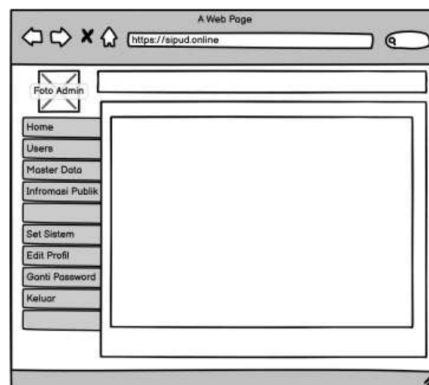 A Web Page
https://sipud.online
Foto Admin
Home
Users
Master Data
Infromasi Publik
Set Sistem
Edit Profil
Ganti Password
Keluar